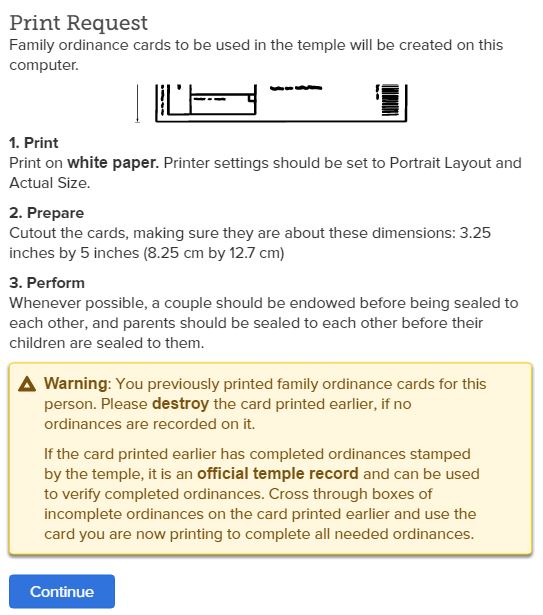 Print Request
Family ordinance cards to be used in the temple will be created on this
computer.
1. Print
Print on white paper. Printer settings should be set to Portrait Layout and
Actual Size.
2. Prepare
Cutout the cards, making sure they are about these dimensions: 3.25
inches by 5 inches (8.25 cm by 12.7 cm)
3. Perform
Whenever possible, a couple should be endowed before being sealed to
each other, and parents should be sealed to each other before their
children are sealed to them.
Warning: You previously printed family ordinance cards for this
person. Please destroy the card printed earlier, if no
ordinances are recorded on it.
If the card printed earlier has completed ordinances stamped
by the temple, it is an official temple record and can be used
to verify completed ordinances. Cross through boxes of
incomplete ordinances on the card printed earlier and use the
card you are now printing to complete all needed ordinances.
Continue